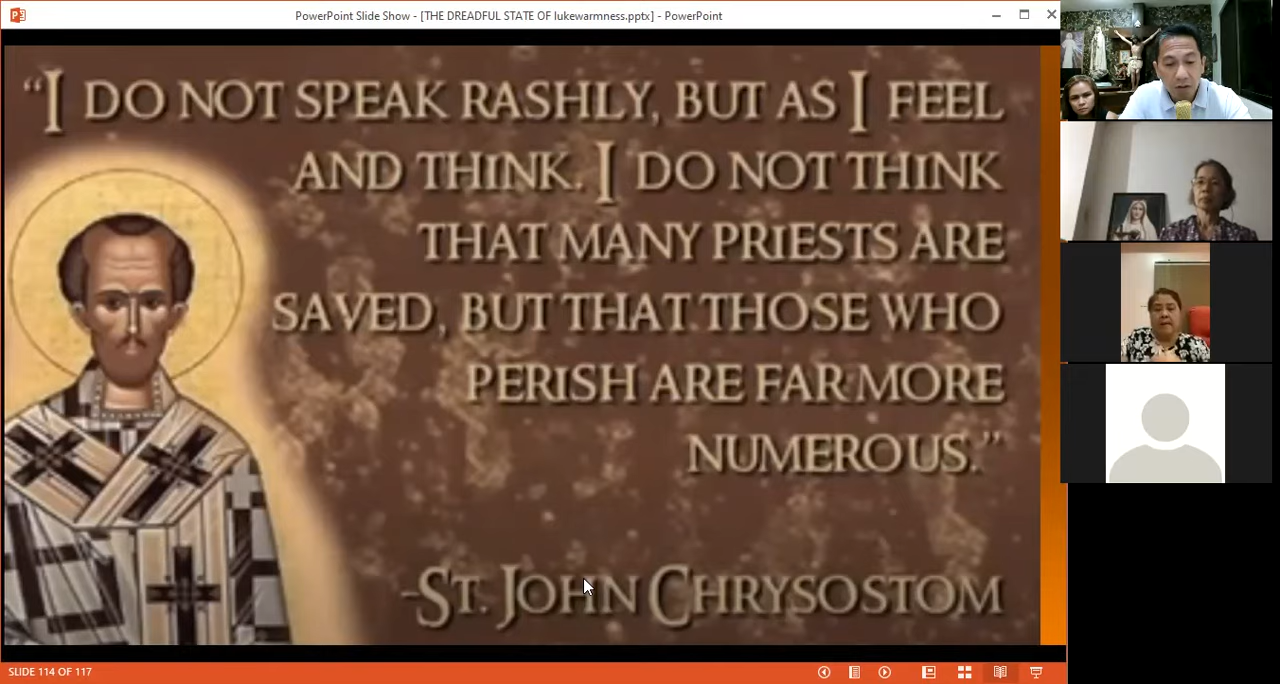 PowerPoint Slide Show - [THE DREADFUL STATE OF lukewarmness.pptx] - PowerPoint
“I DO NOT SPEAK RASHLY, BUT AS I FEEL
AND THINK. I DO NOT THINK
THAT MANY PRIESTS ARE
SAVED, BUT THAT THOSE WHO
PERISH ARE FAR MORE
NUMEROUS.”
-ST. JOHN CHRYSOSTOM
SLIDE 114 OF 117